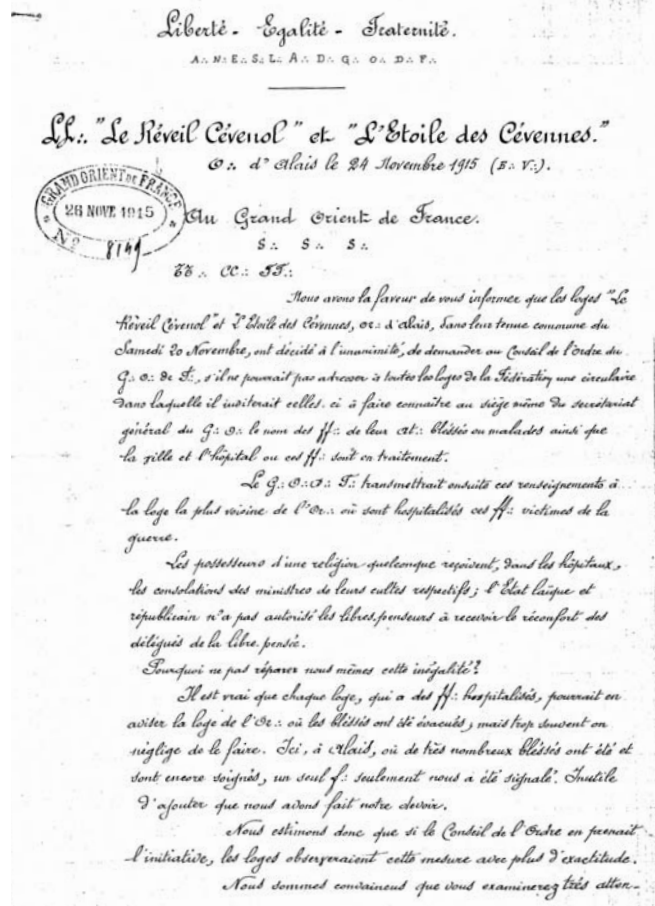 Liberté - Egalité - Fraternité.
A∴ N∴ E∴ S∴ L∴ A∴ D∴ G∴ O∴ D∴ F∴
LL∴ "Le Réveil Cévenol" et "L'Etoile des Cévennes."
O∴ d'Alais le 24 Novembre 1915 (E∴ V∴).
GRAND ORIENT DE FRANCE
26 NOVE 1915
N° 8149
Au Grand Orient de France.
S∴ S∴ S∴
TT∴ CC∴ FF∴
Nous avons la faveur de vous informer que les loges "Le
Réveil Cévenol" et L'Etoile des Cévennes, or∴ d'Alais, dans leur tenue commune du
Samedi 20 Novembre, ont décidé à l'unanimité, de demander au Conseil de l'Ordre du
G∴ O∴ de F∴, s'il ne pourrait pas adresser à toutes les loges de la Fédération une circulaire
dans laquelle il inviterait celles-ci à faire connaître au siège même du secrétariat
général du G∴ O∴ le nom des ff∴ de leur at∴ bléssés ou malades ainsi que
la ville et l'hôpital ou ces ff∴ sont en traitement.
Le G∴ O∴ D∴ F∴ transmettrait ensuite ces renseignements à
la loge la plus voisine de l'Or∴ où sont hospitalisés ces ff∴ victimes de la
guerre.
Les possesseurs d'une religion quelconque reçoivent, dans les hôpitaux,
les consolations des ministres de leurs cultes respectifs; l'Etat laïque et
républicain n'a pas autorisé les libres-penseurs à recevoir le réconfort des
délégués de la libre-pensée.
Pourquoi ne pas réparer nous mêmes cette inégalité?
Il est vrai que chaque loge, qui a des ff∴ hospitalisés, pourrait en
aviser la loge de l'Or∴ où les bléssés ont été evacués; mais trop souvent on
néglige de le faire. Ici, à Alais, où de très nombreux bléssés ont été et
sont encore soignés, un seul f∴ seulement nous a été signalé. Inutile
d'ajouter que nous avons fait notre devoir.
Nous estimons donc que si le Conseil de l'Ordre en prenait
l'initiative, les loges observeraient cette mesure avec plus d'exactitude.
Nous sommes convaincus que vous examinerez très atten-